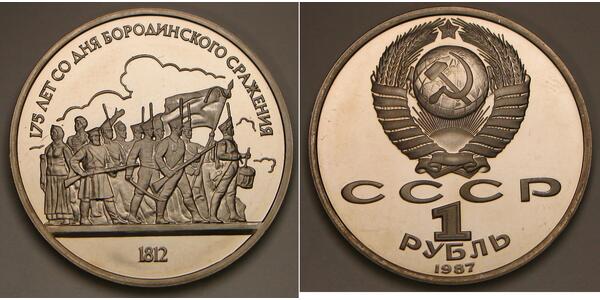 175 ЛЕТ СО ДНЯ БОРОДИНСКОГО СРАЖЕНИЯ
1812
СССР
1
РУБЛЬ
1987